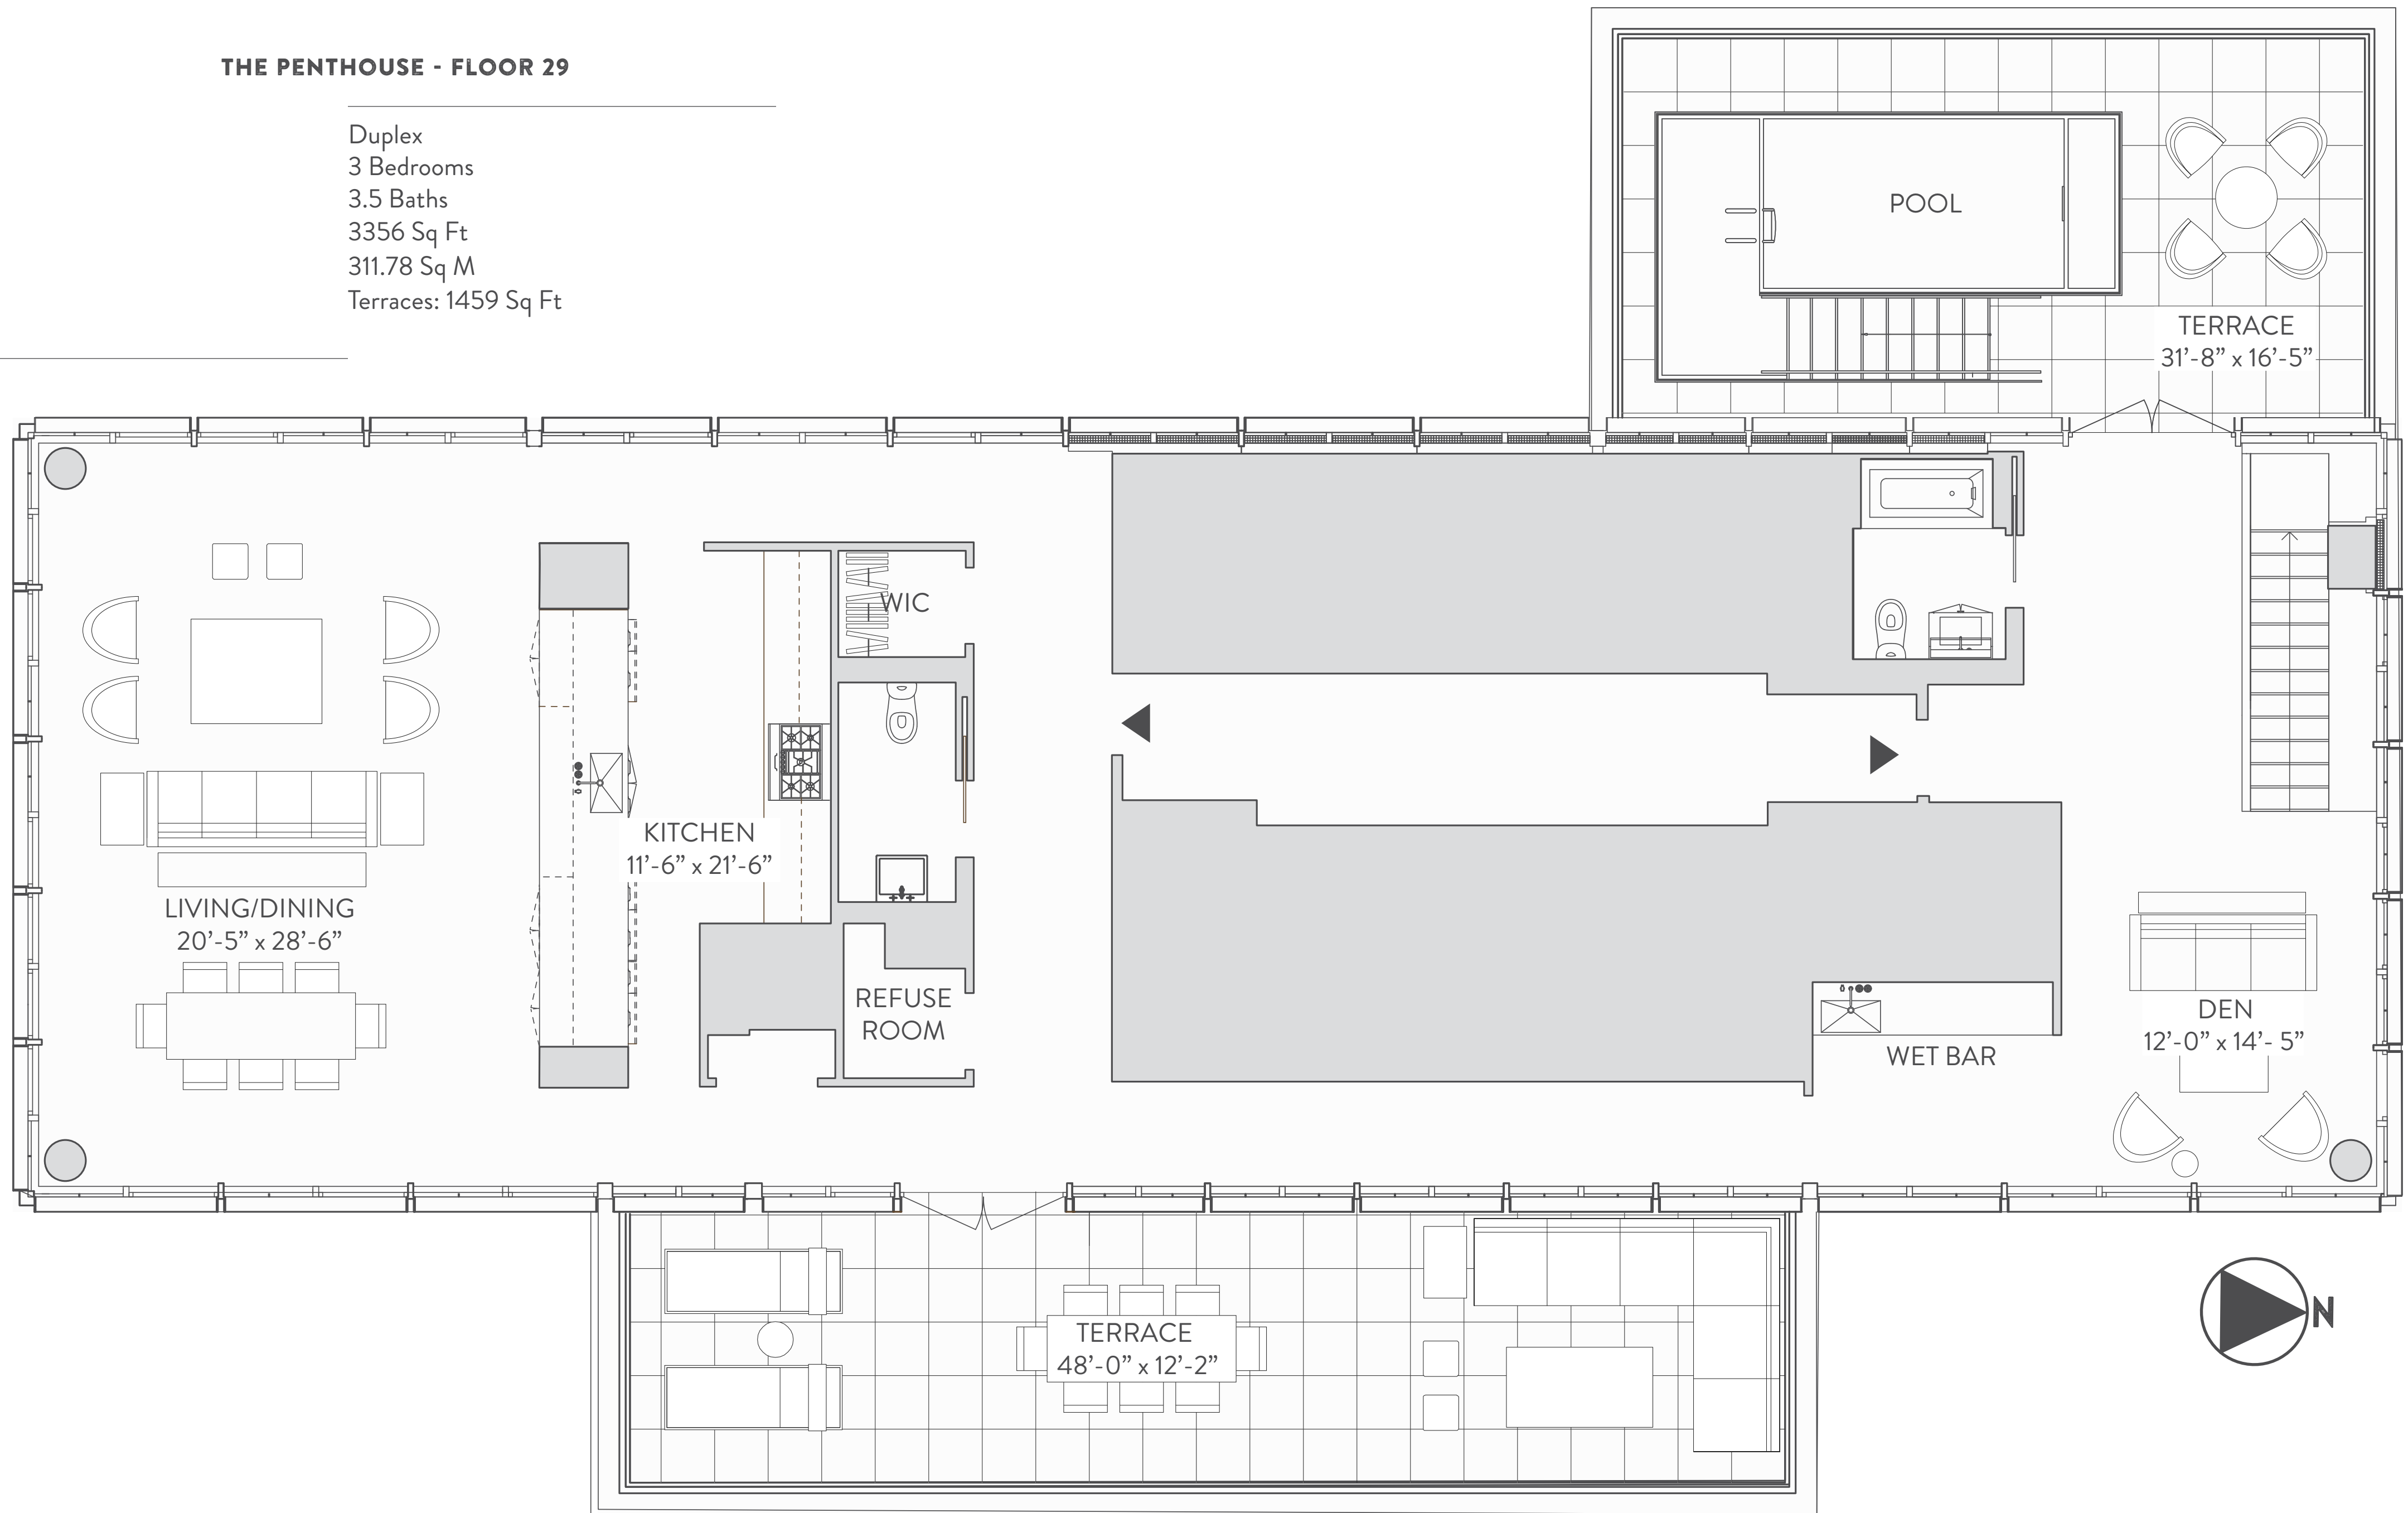 THE PENTHOUSE - FLOOR 29
Duplex
3 Bedrooms
3.5 Baths
3356 Sq Ft
311.78 Sq M
Terraces: 1459 Sq Ft
POOL
TERRACE
31’-8” x 16’-5”
WIC
KITCHEN
11’-6” x 21’-6”
LIVING/DINING
20’-5” x 28’-6”
REFUSE
ROOM
WET BAR
DEN
12’-0” x 14’- 5”
TERRACE
48’-0” x 12’-2”
N